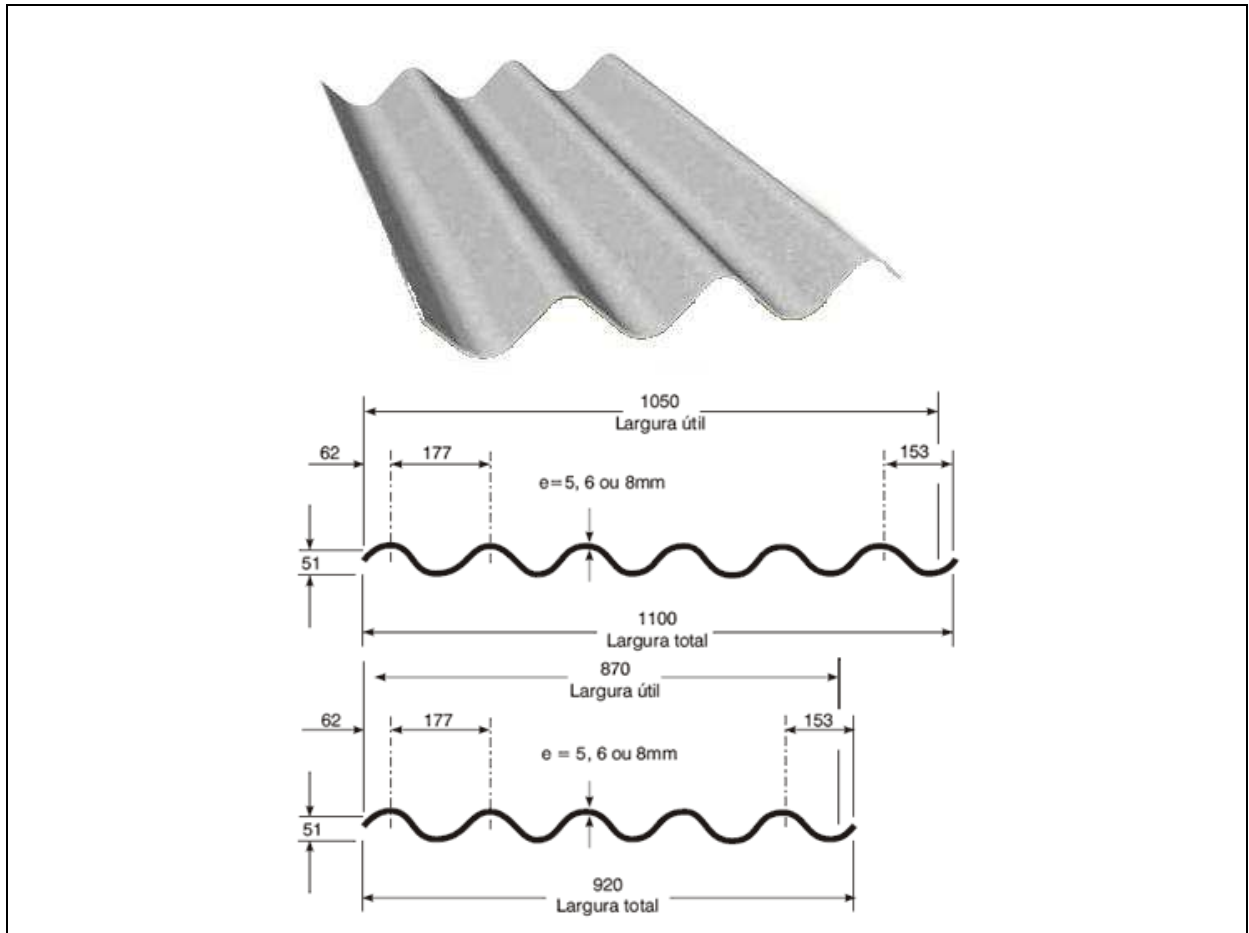 1050
Largura útil
62
177
153
e=5, 6 ou 8mm
51
1100
Largura total
870
Largura útil
62
177
153
e = 5, 6 ou 8mm
51
920
Largura total